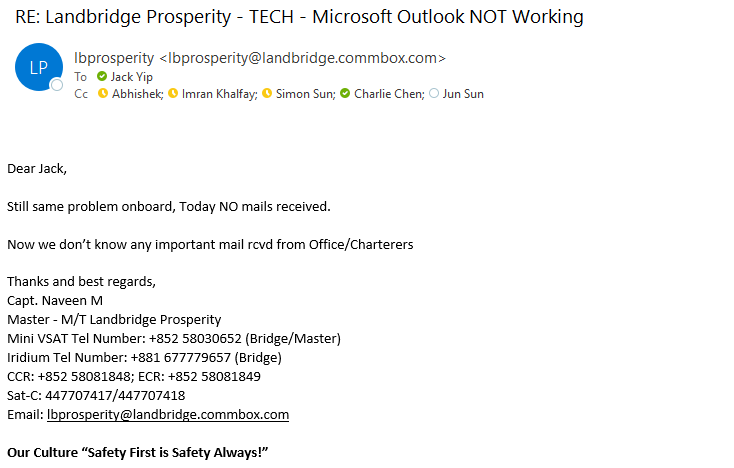 RE: Landbridge Prosperity - TECH - Microsoft Outlook NOT Working
LP
lbprosperity <lbprosperity@landbridge.commbox.com>
To Jack Yip
Cc Abhishek; Imran Khalfay; Simon Sun; Charlie Chen; Jun Sun
Dear Jack,
Still same problem onboard, Today NO mails received.
Now we don’t know any important mail rcvd from Office/Charterers
Thanks and best regards,
Capt. Naveen M
Master - M/T Landbridge Prosperity
Mini VSAT Tel Number: +852 58030652 (Bridge/Master)
Iridium Tel Number: +881 677779657 (Bridge)
CCR: +852 58081848; ECR: +852 58081849
Sat-C: 447707417/447707418
Email: lbprosperity@landbridge.commbox.com
Our Culture “Safety First is Safety Always!”